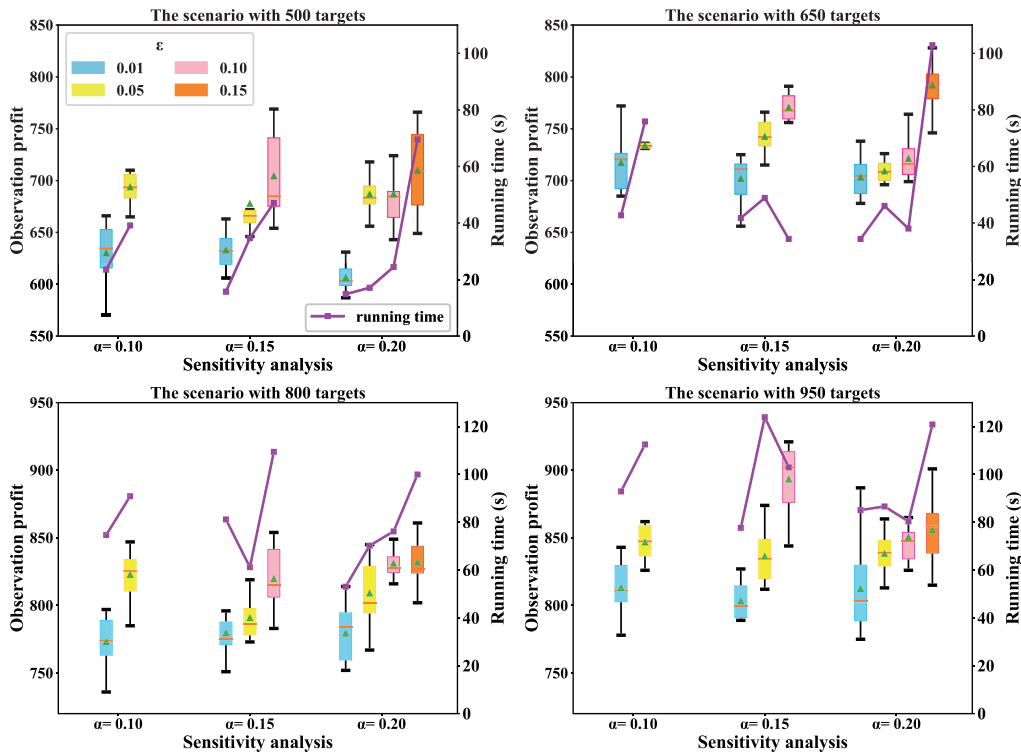 The scenario with 500 targets
850
800
750
700
650
600
550
100
80
60
40
20
0
Observation profit
Running time (s)
ε
0.01
0.10
0.05
0.15
running time
α= 0.10
α= 0.15
α= 0.20
Sensitivity analysis
The scenario with 650 targets
850
800
750
700
650
600
550
100
80
60
40
20
0
Observation profit
Running time (s)
α= 0.10
α= 0.15
α= 0.20
Sensitivity analysis
The scenario with 800 targets
950
900
850
800
750
120
100
80
60
40
20
0
Observation profit
Running time (s)
α= 0.10
α= 0.15
α= 0.20
Sensitivity analysis
The scenario with 950 targets
950
900
850
800
750
120
100
80
60
40
20
0
Observation profit
Running time (s)
α= 0.10
α= 0.15
α= 0.20
Sensitivity analysis